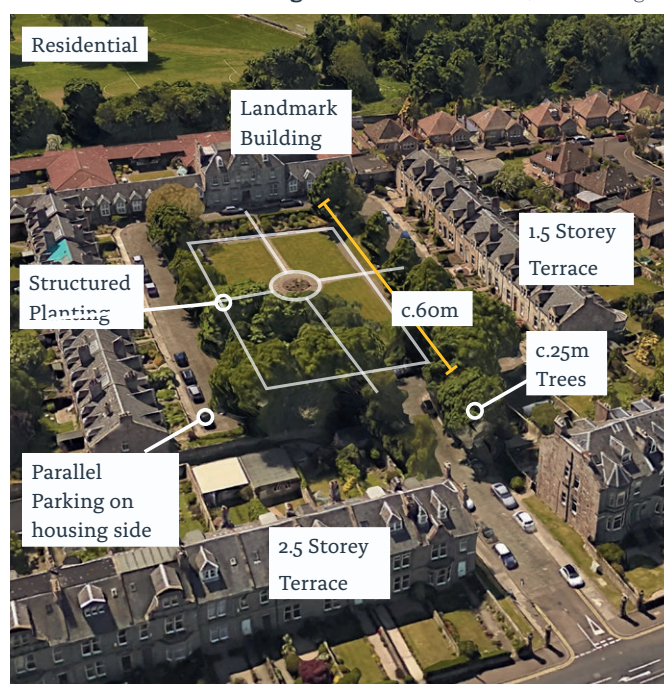 Residential
Landmark
Building
1.5 Storey
Terrace
Structured
Planting
c.60m
c.25m
Trees
Parallel
Parking on
housing side
2.5 Storey
Terrace